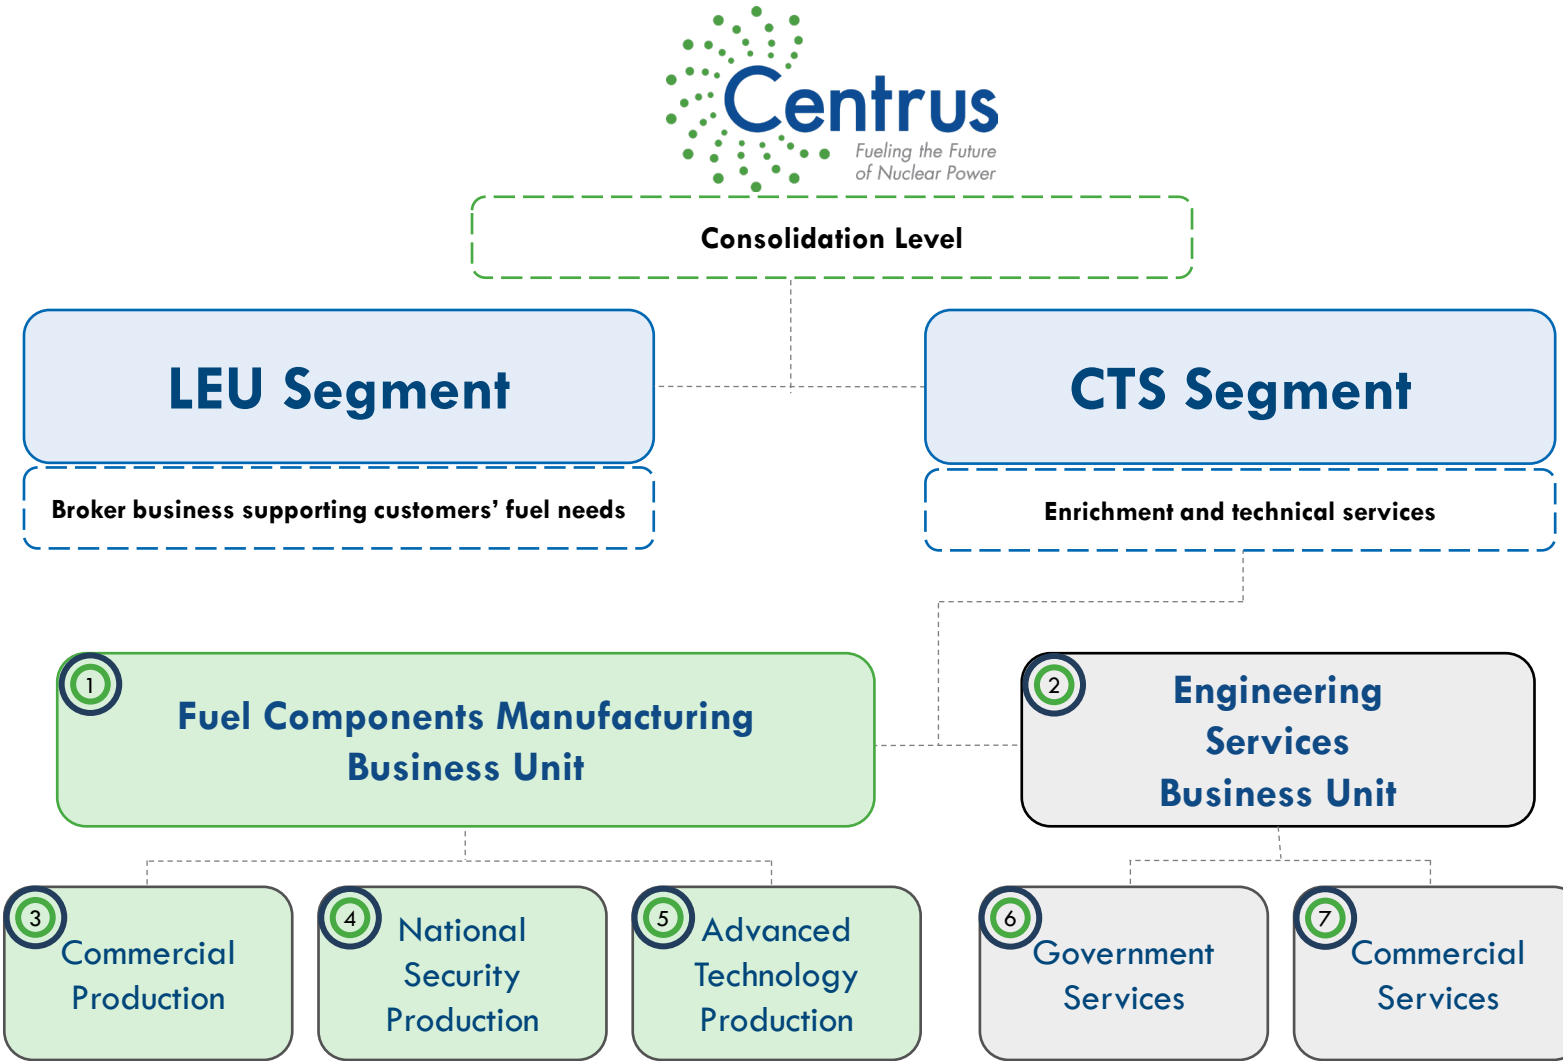 Centrus
Fueling the Future
of Nuclear Power
Consolidation Level
LEU Segment
CTS Segment
Broker business supporting customers’ fuel needs
Enrichment and technical services
1
Fuel Components Manufacturing
Business Unit
2
Engineering
Services
Business Unit
3
Commercial
Production
4
National
Security
Production
5
Advanced
Technology
Production
6
Government
Services
7
Commercial
Services